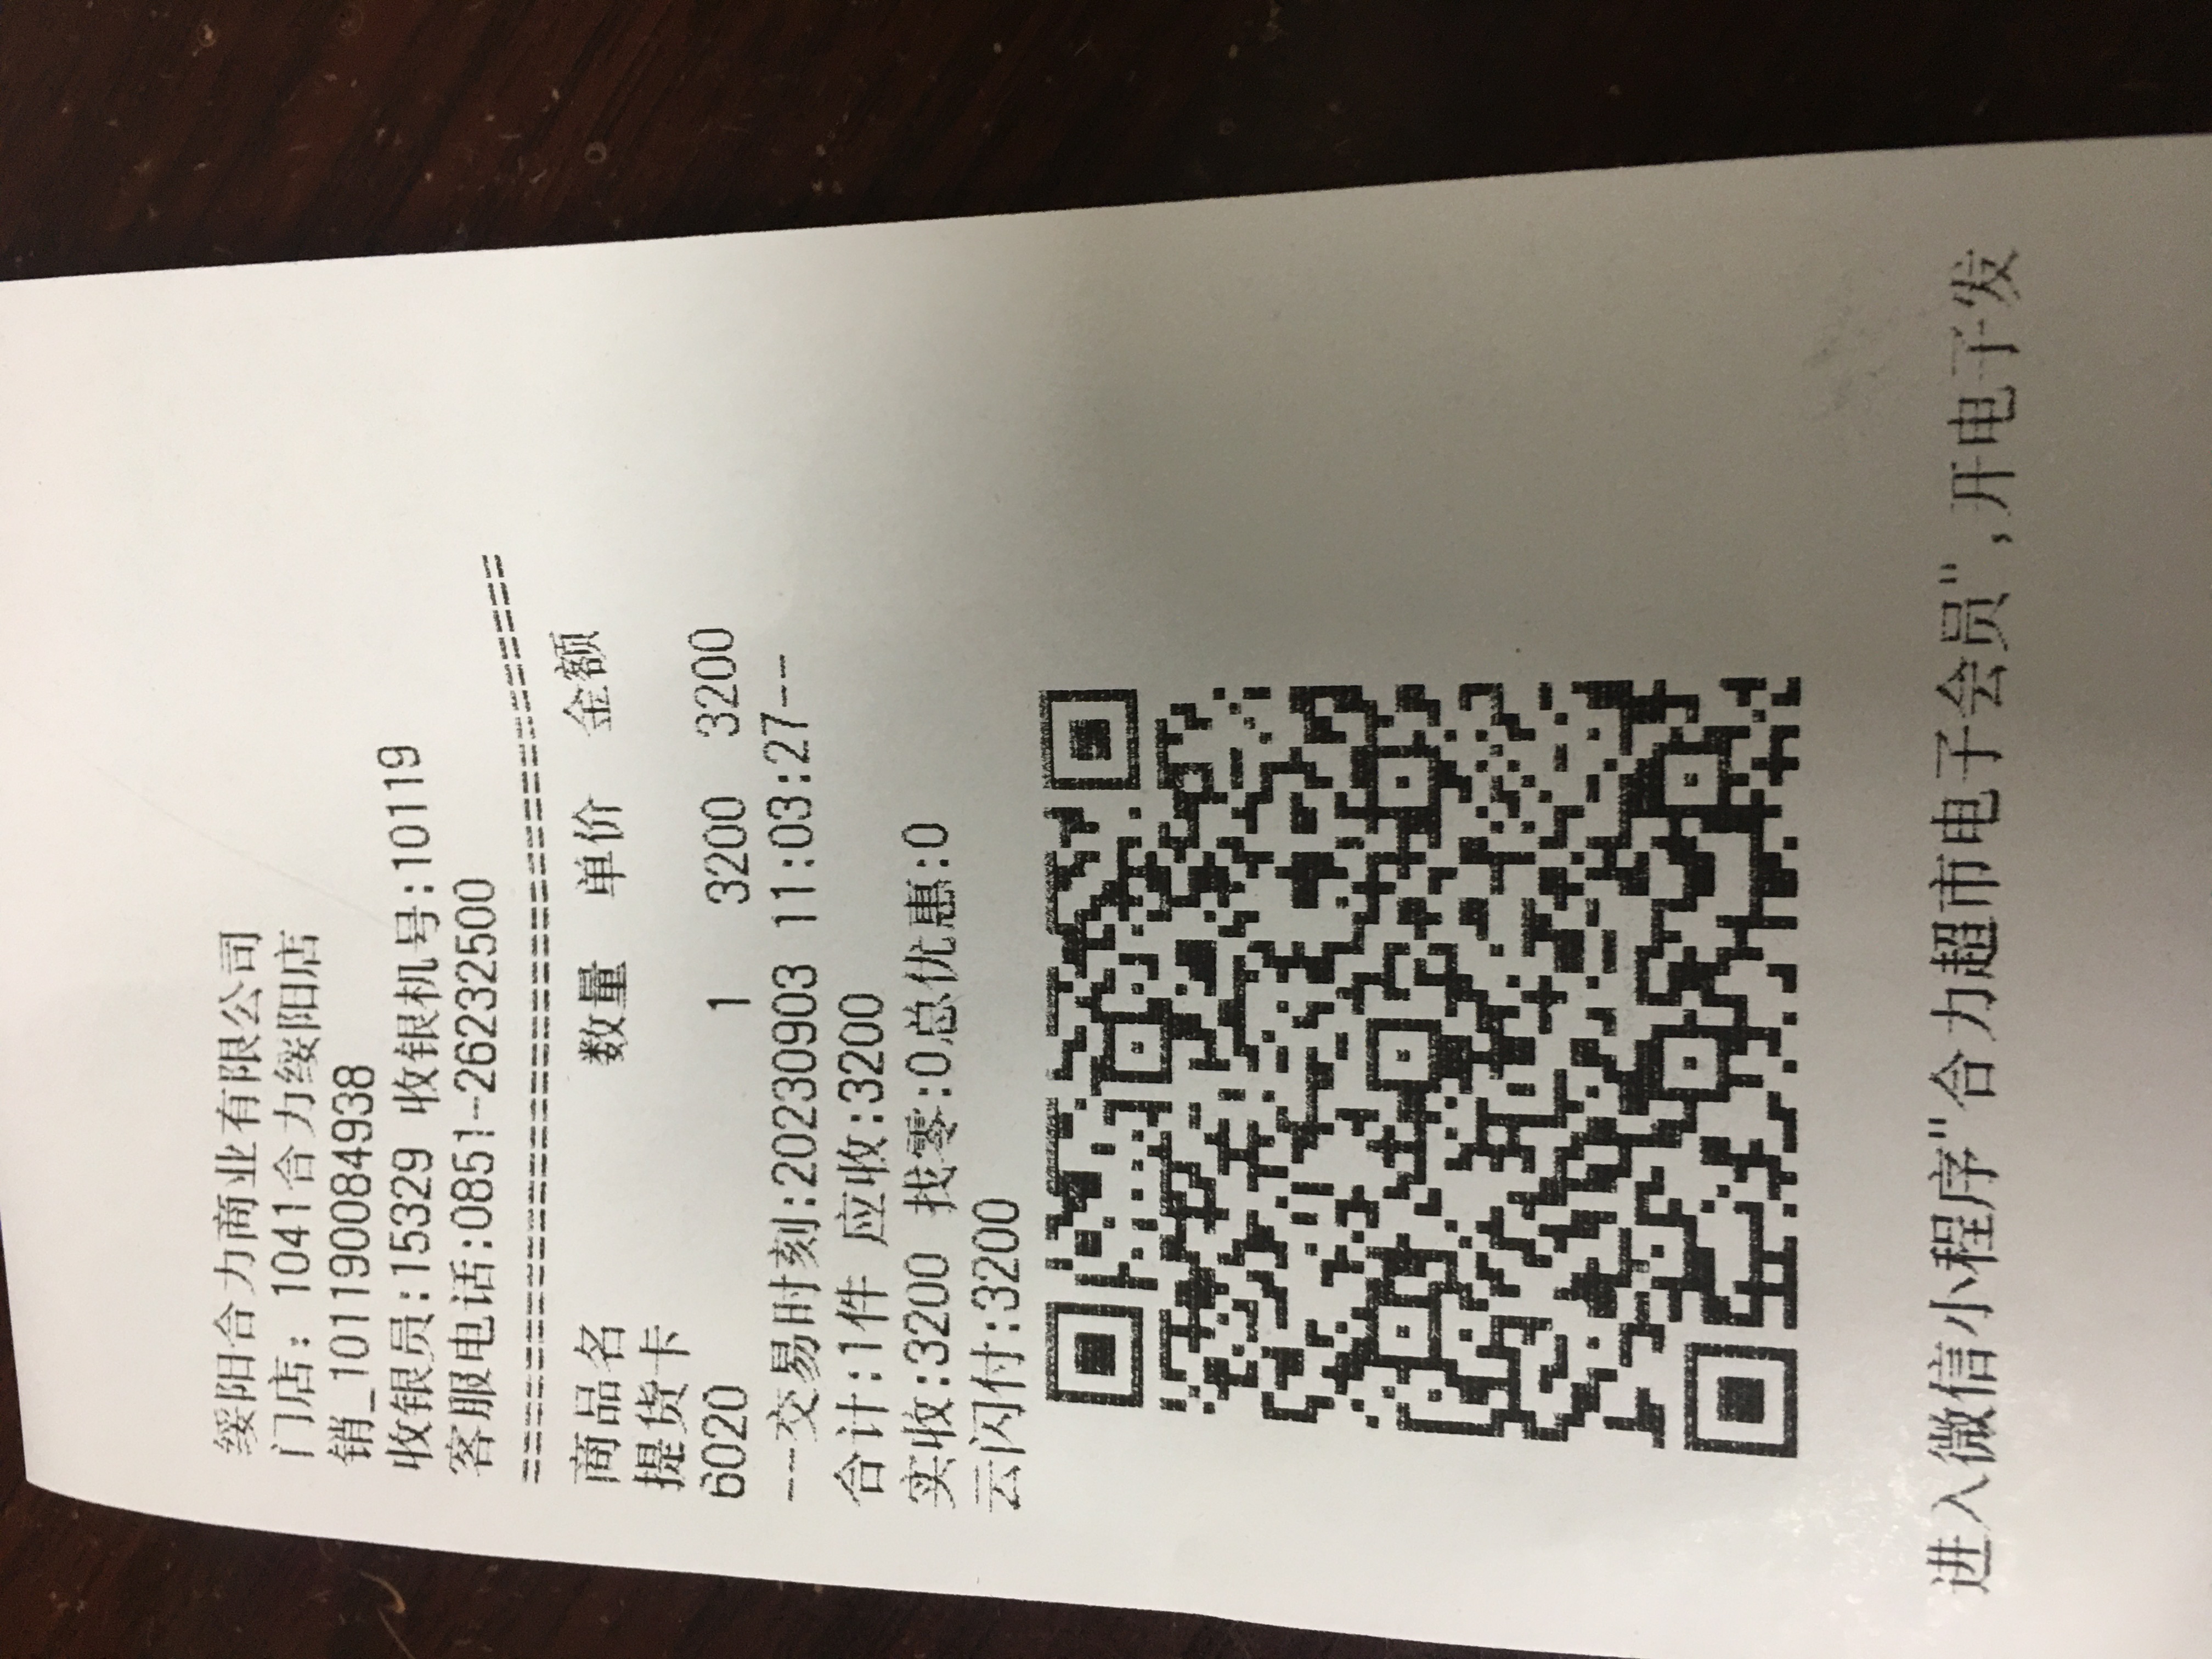 绥阳合力商业有限公司
门店: 1041合力绥阳店
销_101190084938
收银员:15329 收银机号:10119
客服电话:0851-26232500
==========================================
商品名 数量 单价 金额
提货卡
6020 1 3200 3200
---交易时刻:20230903 11:03:27--
合计:1件 应收:3200
实收:3200 找零:0总优惠:0
云闪付:3200
进入微信小程序"合力超市电子会员",开电子发